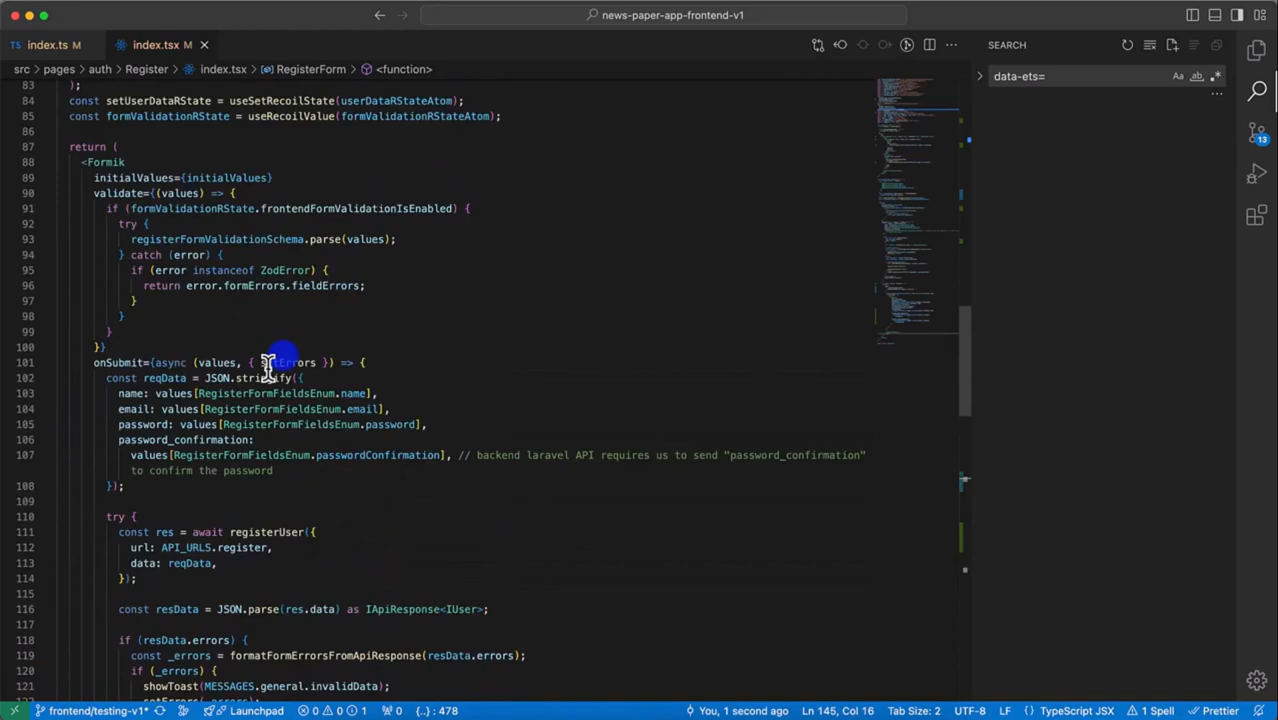 news-paper-app-frontend-v1
TS index.ts M
index.tsx M
SEARCH
src > pages > auth > Register > index.tsx > RegisterForm > <function>
data-ets=
Aa ab
83 );
84 const setUserDataRState = useSetRecoilState(userDataRStateAtom);
85 const formValidationRState = useRecoilValue(formValidationRStateAtom);
86
87 return (
88 <Formik
89 initialValues={initialValues}
90 validate={(values) => {
91 if (formValidationRState.frontendFormValidationIsEnabled) {
92 try {
93 registerFormValidationSchema.parse(values);
94 } catch (error) {
95 if (error instanceof ZodError) {
96 return error.formErrors.fieldErrors;
97 }
98 }
99 }
100 }}
101 onSubmit={async (values, { setErrors }) => {
102 const reqData = JSON.stringify({
103 name: values[RegisterFormFieldsEnum.name],
104 email: values[RegisterFormFieldsEnum.email],
105 password: values[RegisterFormFieldsEnum.password],
106 password_confirmation:
107 values[RegisterFormFieldsEnum.passwordConfirmation], // backend laravel API requires us to send "password_confirmation"
to confirm the password
108 });
109
110 try {
111 const res = await registerUser({
112 url: API_URLS.register,
113 data: reqData,
114 });
115
116 const resData = JSON.parse(res.data) as IApiResponse<IUser>;
117
118 if (resData.errors) {
119 const _errors = formatFormErrorsFromApiResponse(resData.errors);
120 if (_errors) {
121 showToast(MESSAGES.general.invalidData);
13
frontend/testing-v1* Launchpad 0 0 1 0 {..} : 478 You, 1 second ago Ln 145, Col 16 Tab Size: 2 UTF-8 LF TypeScript JSX 1 Spell Prettier